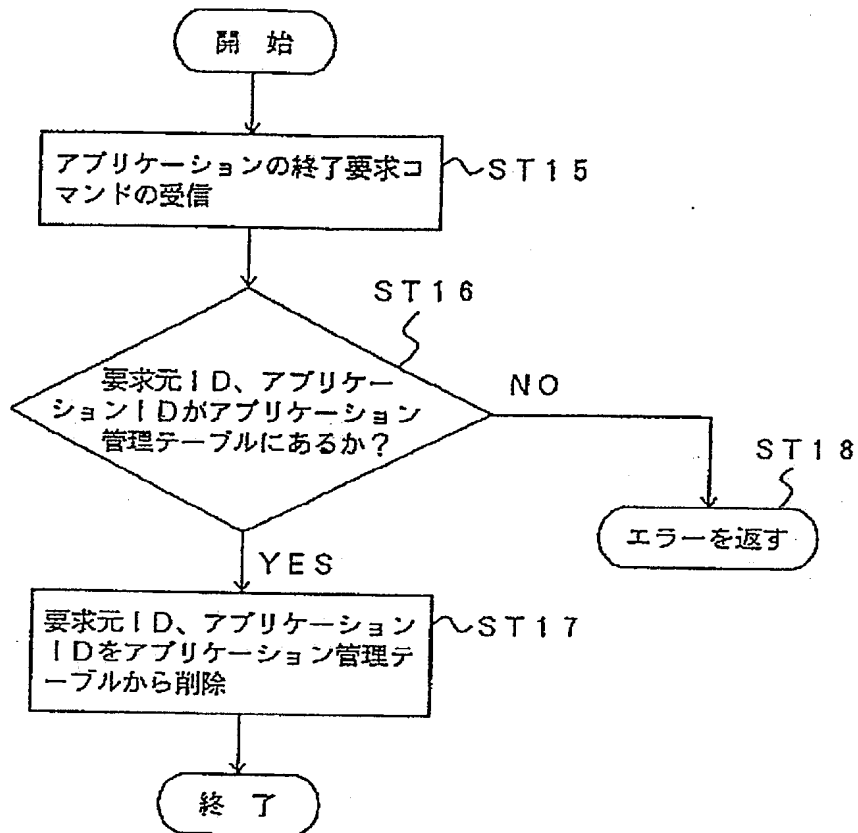 開 始
アプリケーションの終了要求コ
マンドの受信
ST15
ST16
要求元ID、アプリケー
ションIDがアプリケーション
管理テーブルにあるか?
NO
ST18
エラーを返す
YES
要求元ID、アプリケーション
IDをアプリケーション管理テ
ーブルから削除
ST17
終 了